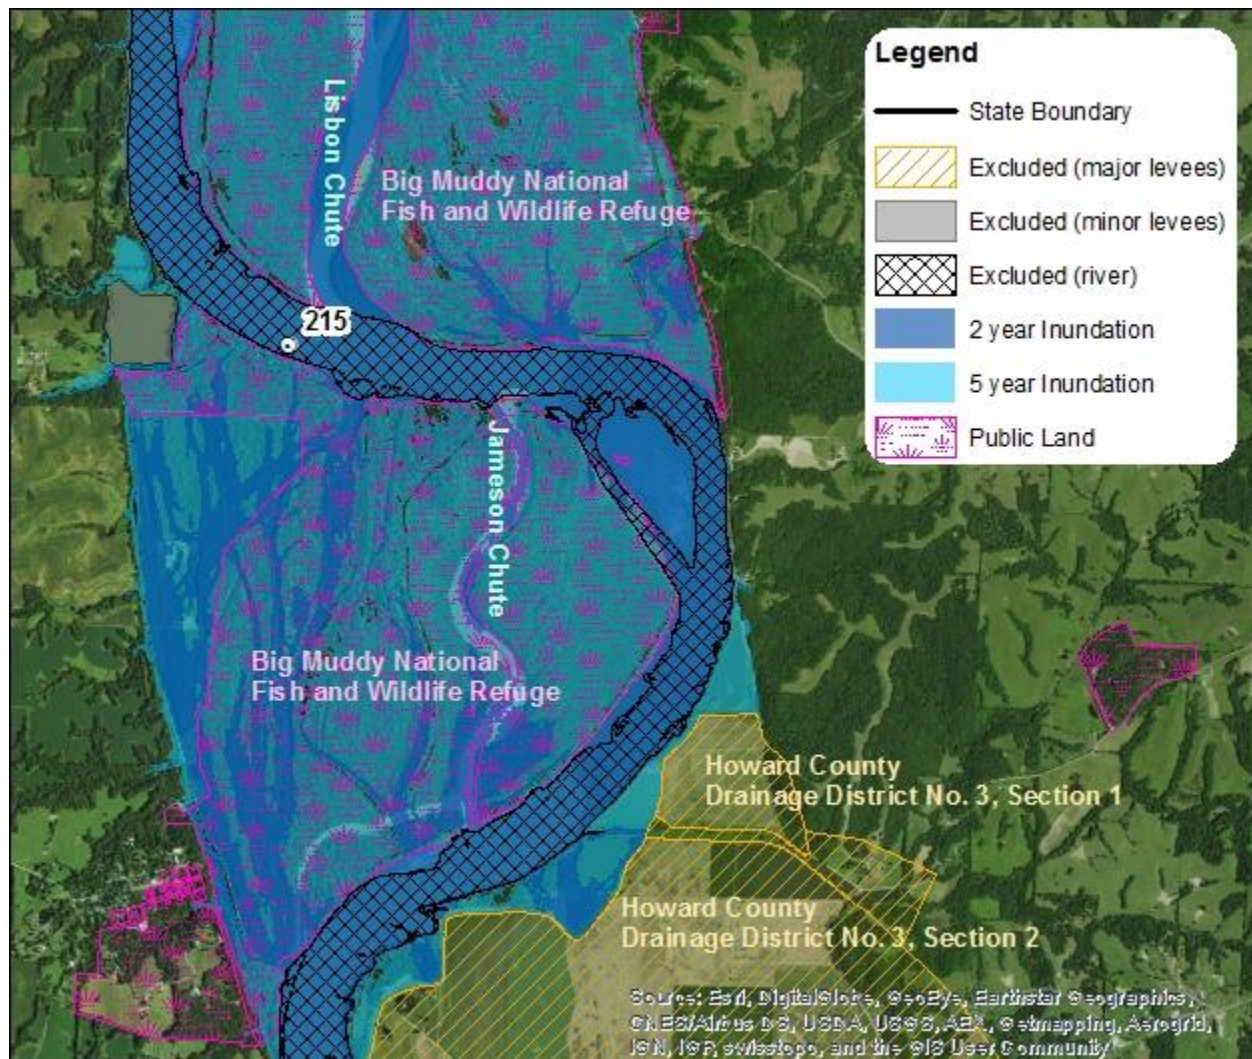 Legend
State Boundary
Excluded (major levees)
Excluded (minor levees)
Excluded (river)
2 year Inundation
5 year Inundation
Public Land
Lisbon Chute
Big Muddy National
Fish and Wildlife Refuge
215
Jameson Chute
Big Muddy National
Fish and Wildlife Refuge
Howard County
Drainage District No. 3, Section 1
Howard County
Drainage District No. 3, Section 2
Source: Esri, DigitalGlobe, GeoEye, Earthstar Geographics,
CNES/Airbus DS, USDA, USGS, AEX, Getmapping, Aerogrid,
IGN, IGP, swisstopo, and the GIS User Community